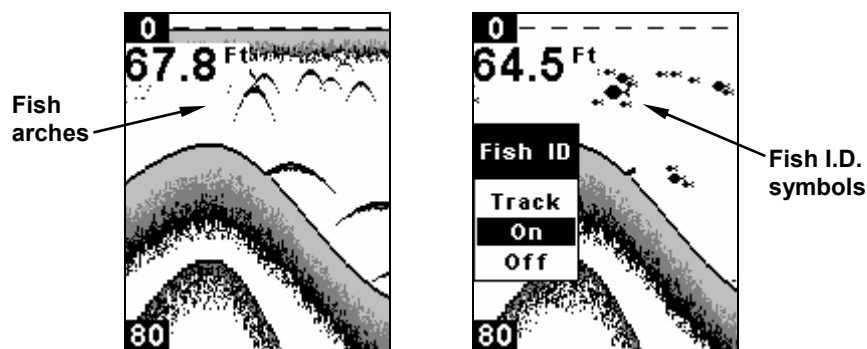 0
67.8 Ft
Fish
arches
80
0
64.5 Ft
Fish ID
Track
On
Off
80
Fish I.D.
symbols